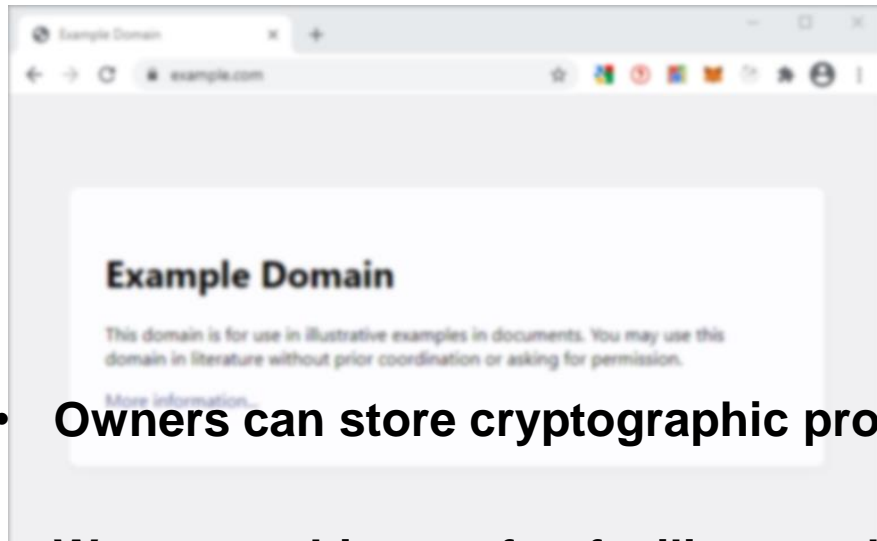 Example Domain
example.com
Example Domain
This domain is for use in illustrative examples in documents. You may use this
domain in literature without prior coordination or asking for permission.
More information...
• Owners can store cryptographic pro